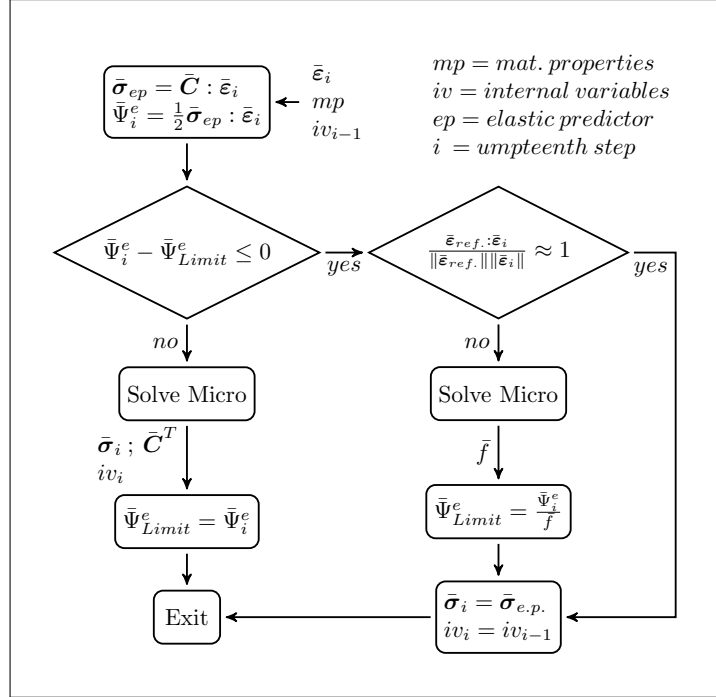 σ̄_ep = C̄ : ε̄_i
Ψ̄^e_i = 1/2 σ̄_ep : ε̄_i
ε̄_i
mp
iv_{i−1}
mp = mat. properties
iv = internal variables
ep = elastic predictor
i = umpteenth step
Ψ̄^e_i − Ψ̄^e_Limit ≤ 0
yes
ε̄_ref. : ε̄_i / ‖ε̄_ref.‖‖ε̄_i‖ ≈ 1
yes
no
no
Solve Micro
Solve Micro
σ̄_i ; C̄^T
iv_i
f̄
Ψ̄^e_Limit = Ψ̄^e_i
Ψ̄^e_Limit = Ψ̄^e_i / f̄
Exit
σ̄_i = σ̄_e.p.
iv_i = iv_{i−1}